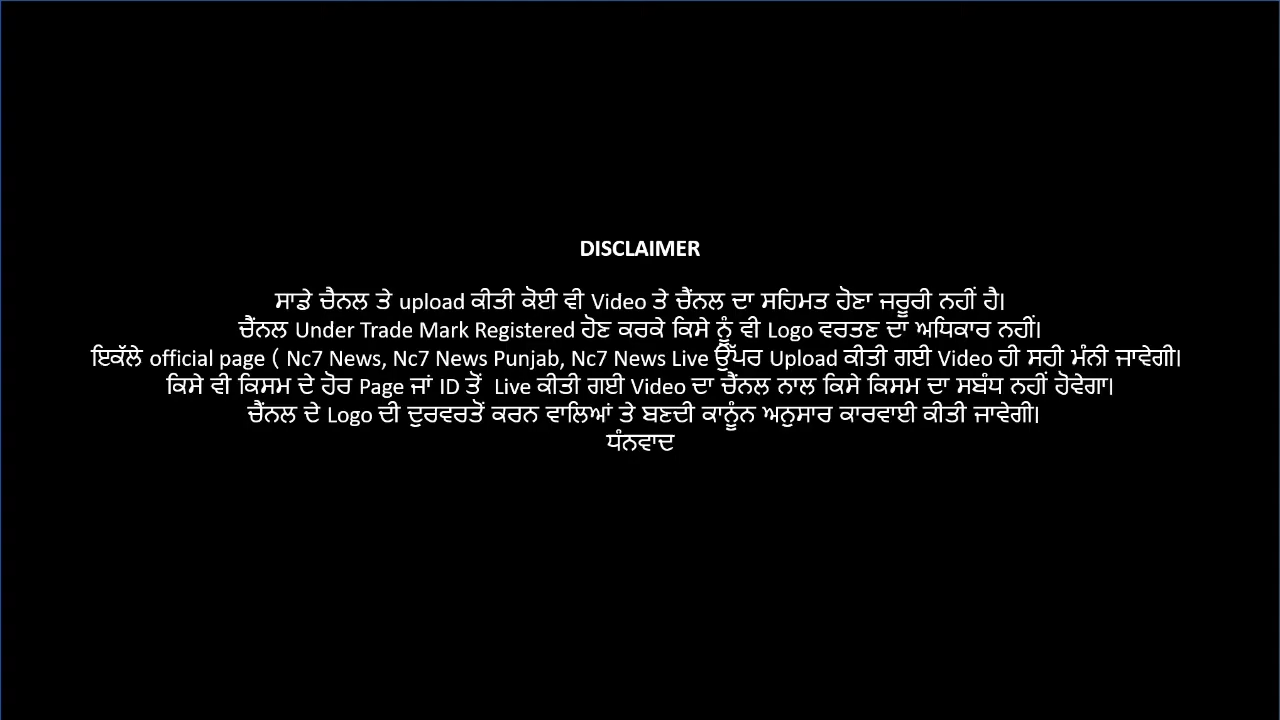 DISCLAIMER
ਸਾਡੇ ਚੈਨਲ ਤੇ upload ਕੀਤੀ ਕੋਈ ਵੀ Video ਤੇ ਚੈਂਨਲ ਦਾ ਸਹਿਮਤ ਹੋਣਾ ਜਰੂਰੀ ਨਹੀਂ ਹੈ।
ਚੈਂਨਲ Under Trade Mark Registered ਹੋਣ ਕਰਕੇ ਕਿਸੇ ਨੂੰ ਵੀ Logo ਵਰਤਣ ਦਾ ਅਧਿਕਾਰ ਨਹੀਂ।
ਇਕੱਲੇ official page ( Nc7 News, Nc7 News Punjab, Nc7 News Live ਉੱਪਰ Upload ਕੀਤੀ ਗਈ Video ਹੀ ਸਹੀ ਮੰਨੀ ਜਾਵੇਗੀ।
ਕਿਸੇ ਵੀ ਕਿਸਮ ਦੇ ਹੋਰ Page ਜਾਂ ID ਤੋਂ Live ਕੀਤੀ ਗਈ Video ਦਾ ਚੈਂਨਲ ਨਾਲ ਕਿਸੇ ਕਿਸਮ ਦਾ ਸਬੰਧ ਨਹੀਂ ਹੋਵੇਗਾ।
ਚੈਂਨਲ ਦੇ Logo ਦੀ ਦੁਰਵਰਤੋਂ ਕਰਨ ਵਾਲਿਆਂ ਤੇ ਬਣਦੀ ਕਾਨੂੰਨ ਅਨੁਸਾਰ ਕਾਰਵਾਈ ਕੀਤੀ ਜਾਵੇਗੀ।
ਧੰਨਵਾਦ